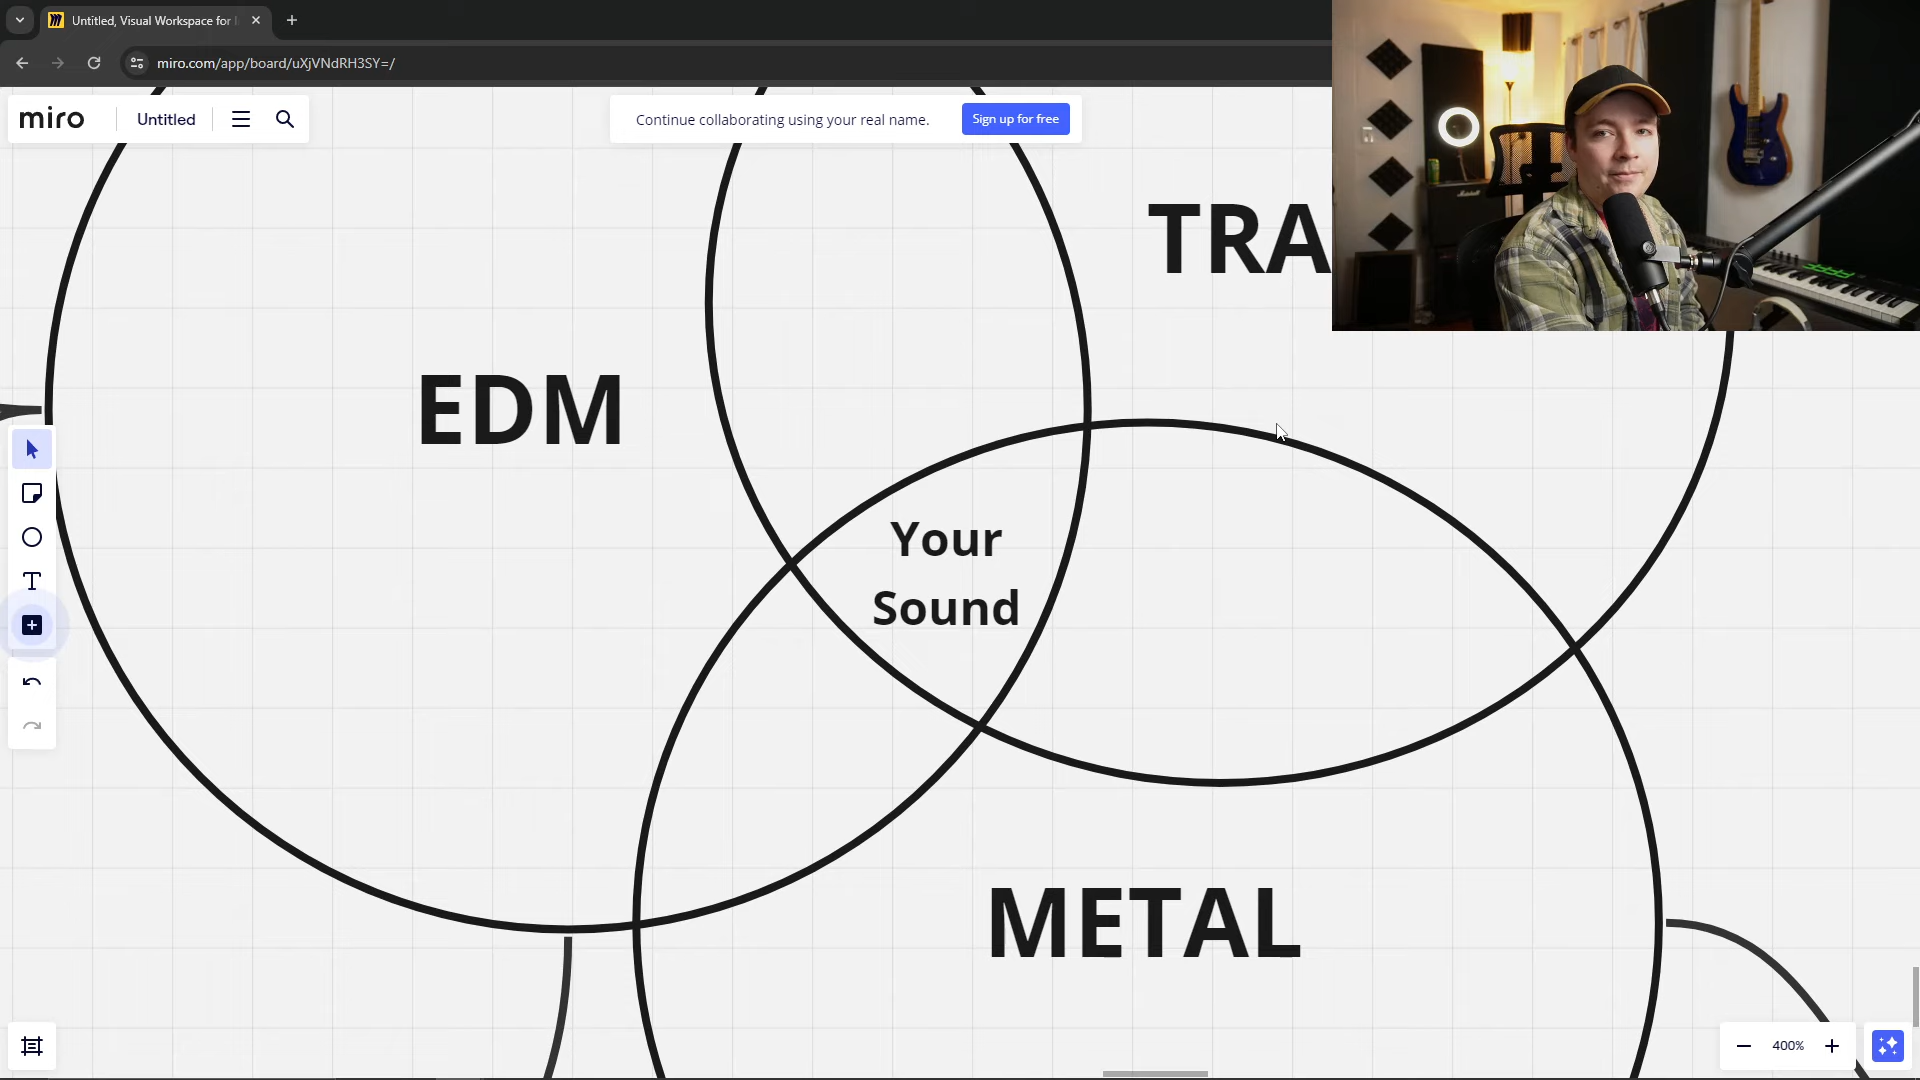 Untitled, Visual Workspace for
miro.com/app/board/uXjVNdRH3SY=/
miro
Untitled
Continue collaborating using your real name.
Sign up for free
TRA
EDM
Your
Sound
METAL
400%